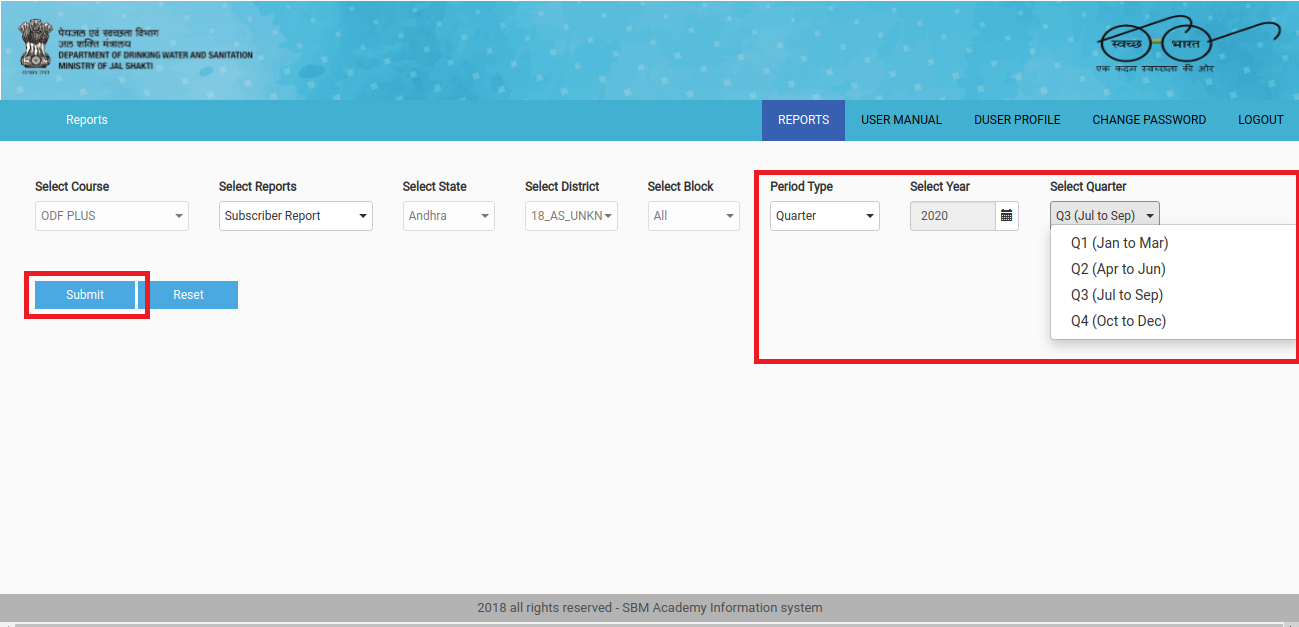 पेयजल एवं स्वच्छता विभाग
जल शक्ति मंत्रालय
DEPARTMENT OF DRINKING WATER AND SANITATION
MINISTRY OF JAL SHAKTI
स्वच्छ भारत
एक कदम स्वच्छता की ओर
Reports
REPORTS
USER MANUAL
DUSER PROFILE
CHANGE PASSWORD
LOGOUT
Select Course
Select Reports
Select State
Select District
Select Block
Period Type
Select Year
Select Quarter
ODF PLUS
Subscriber Report
Andhra
18_AS_UNKN
All
Quarter
2020
Q3 (Jul to Sep)
Q1 (Jan to Mar)
Q2 (Apr to Jun)
Q3 (Jul to Sep)
Q4 (Oct to Dec)
Submit
Reset
2018 all rights reserved - SBM Academy Information system